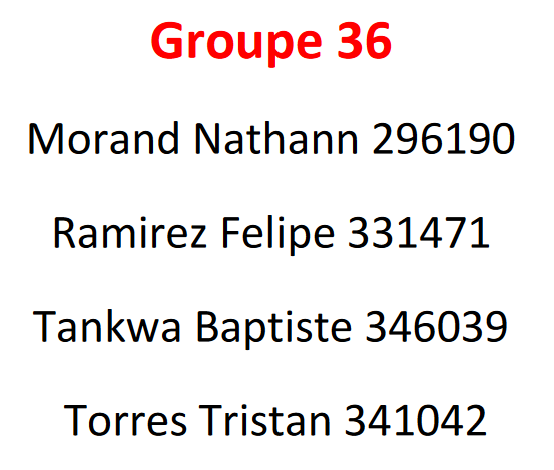 Groupe 36
Morand Nathann 296190
Ramirez Felipe 331471
Tankwa Baptiste 346039
Torres Tristan 341042